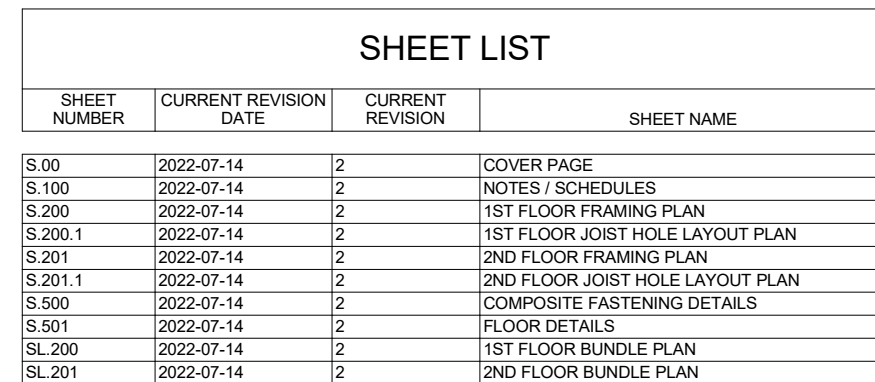 SHEET LIST
SHEET NUMBER CURRENT REVISION DATE CURRENT REVISION SHEET NAME
S.00 2022-07-14 2 COVER PAGE
S.100 2022-07-14 2 NOTES / SCHEDULES
S.200 2022-07-14 2 1ST FLOOR FRAMING PLAN
S.200.1 2022-07-14 2 1ST FLOOR JOIST HOLE LAYOUT PLAN
S.201 2022-07-14 2 2ND FLOOR FRAMING PLAN
S.201.1 2022-07-14 2 2ND FLOOR JOIST HOLE LAYOUT PLAN
S.500 2022-07-14 2 COMPOSITE FASTENING DETAILS
S.501 2022-07-14 2 FLOOR DETAILS
SL.200 2022-07-14 2 1ST FLOOR BUNDLE PLAN
SL.201 2022-07-14 2 2ND FLOOR BUNDLE PLAN